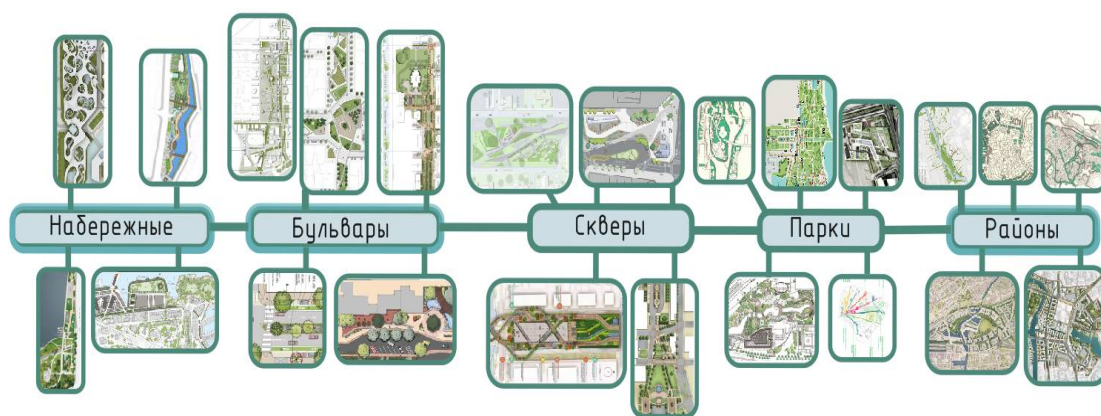 Набережные
Бульвары
Скверы
Парки
Районы